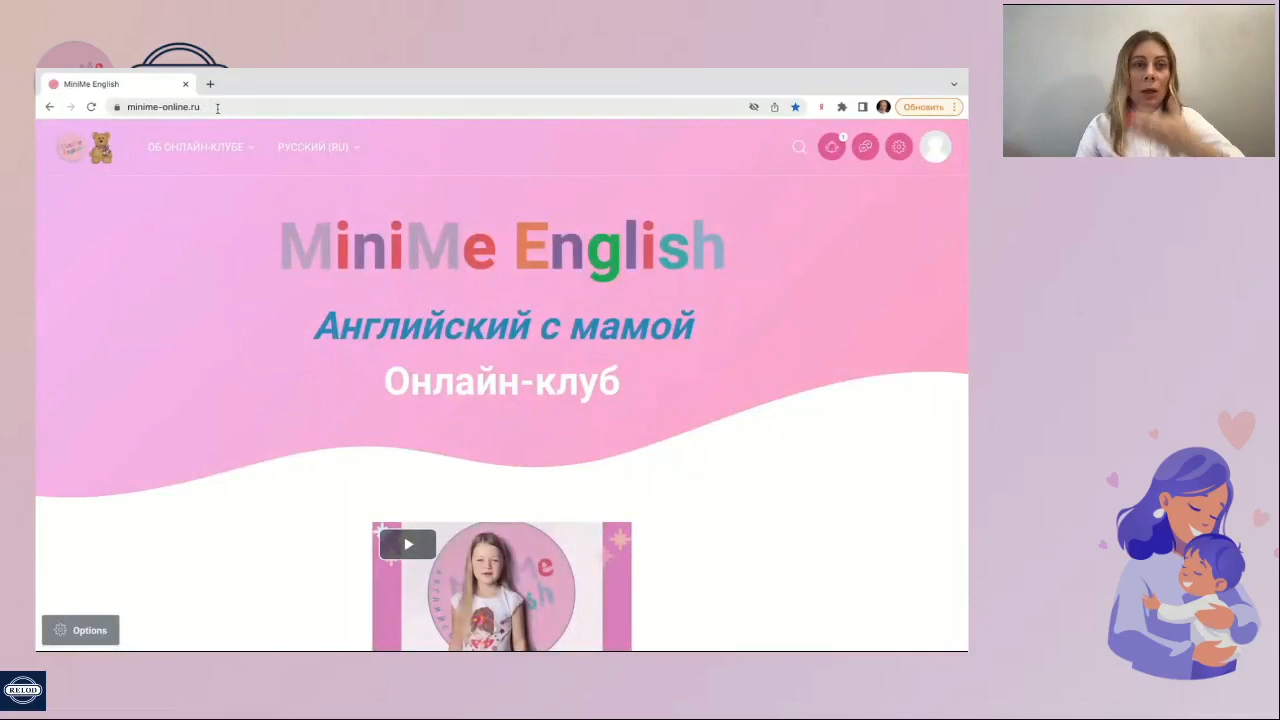 MiniMe English
minime-online.ru
Обновить
ОБ ОНЛАЙН-КЛУБЕ
РУССКИЙ (RU)
1
MiniMe English
Английский с мамой
Онлайн-клуб
Options
RELOD